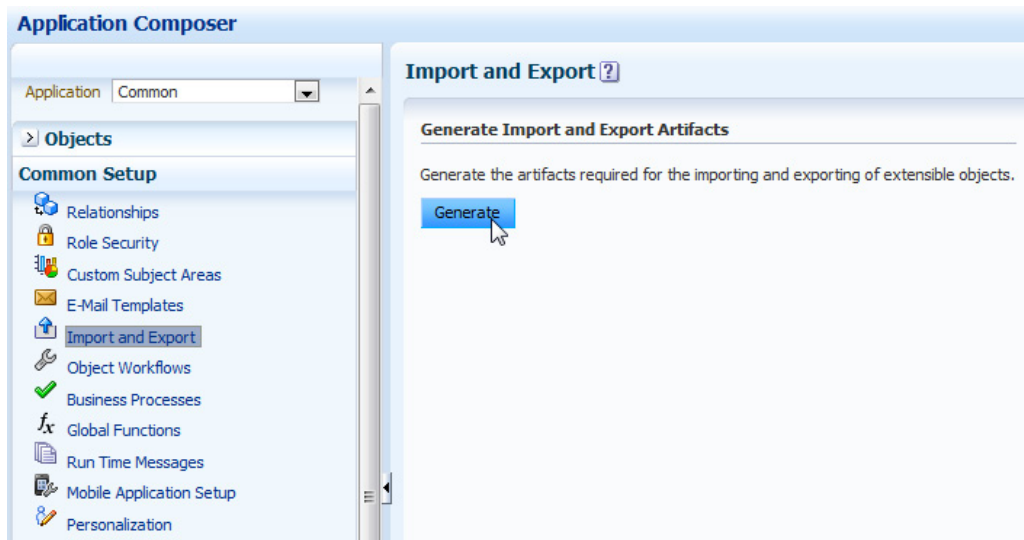 Application Composer
Application Common
Objects
Common Setup
Relationships
Role Security
Custom Subject Areas
E-Mail Templates
Import and Export
Object Workflows
Business Processes
fx Global Functions
Run Time Messages
Mobile Application Setup
Personalization
Import and Export ?
Generate Import and Export Artifacts
Generate the artifacts required for the importing and exporting of extensible objects.
Generate